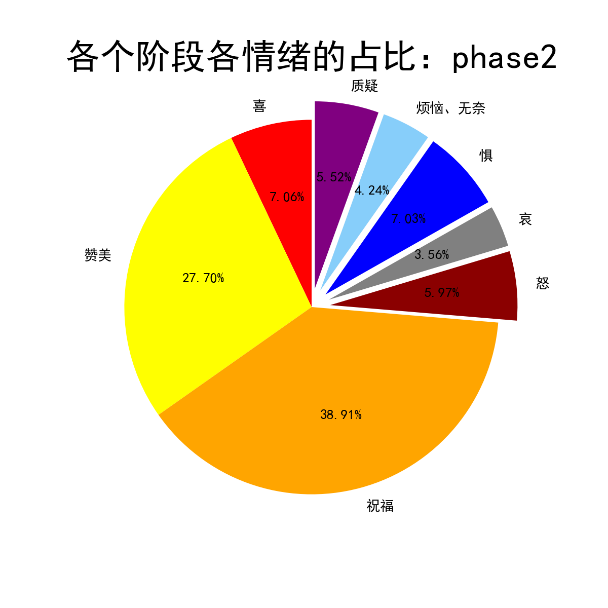 各个阶段各情绪的占比：phase2
质疑
喜
烦恼、无奈
惧
5.52%
4.24%
7.06%
7.03%
哀
赞美
3.56%
27.70%
怒
5.97%
38.91%
祝福